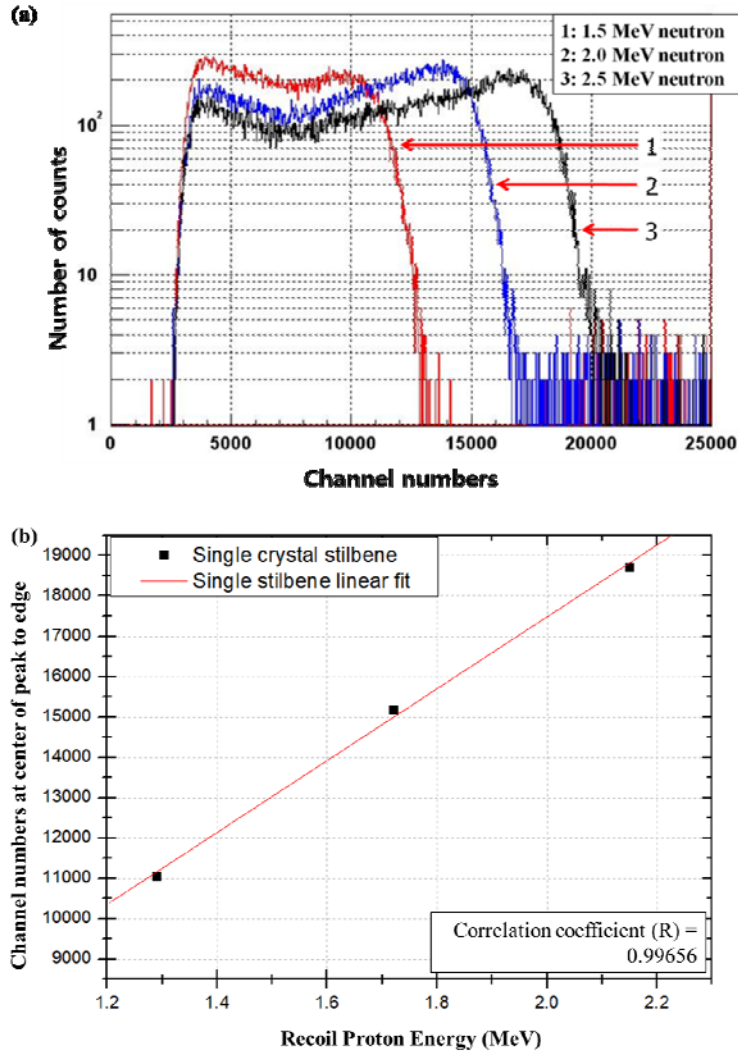 (a)
1: 1.5 MeV neutron
2: 2.0 MeV neutron
3: 2.5 MeV neutron
10²
10
1
Number of counts
1
2
3
0 5000 10000 15000 20000 25000
Channel numbers
(b)
Single crystal stilbene
Single stilbene linear fit
19000
18000
17000
16000
15000
14000
13000
12000
11000
10000
9000
Channel numbers at center of peak to edge
Correlation coefficient (R) =
0.99656
1.2 1.4 1.6 1.8 2.0 2.2
Recoil Proton Energy (MeV)